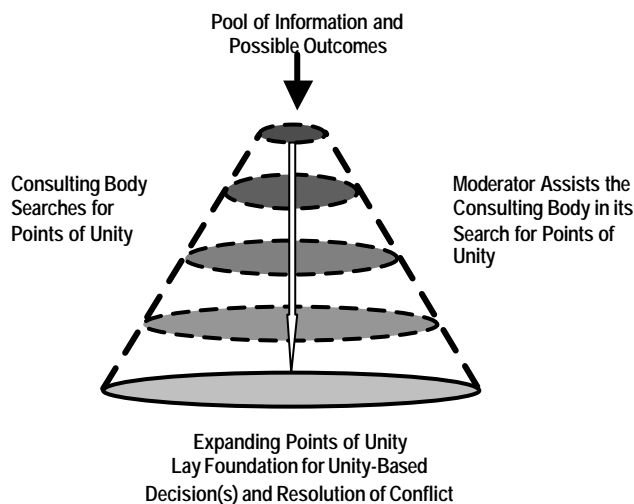 Pool of Information and
Possible Outcomes
Consulting Body
Searches for
Points of Unity
Moderator Assists the
Consulting Body in its
Search for Points of
Unity
Expanding Points of Unity
Lay Foundation for Unity-Based
Decision(s) and Resolution of Conflict